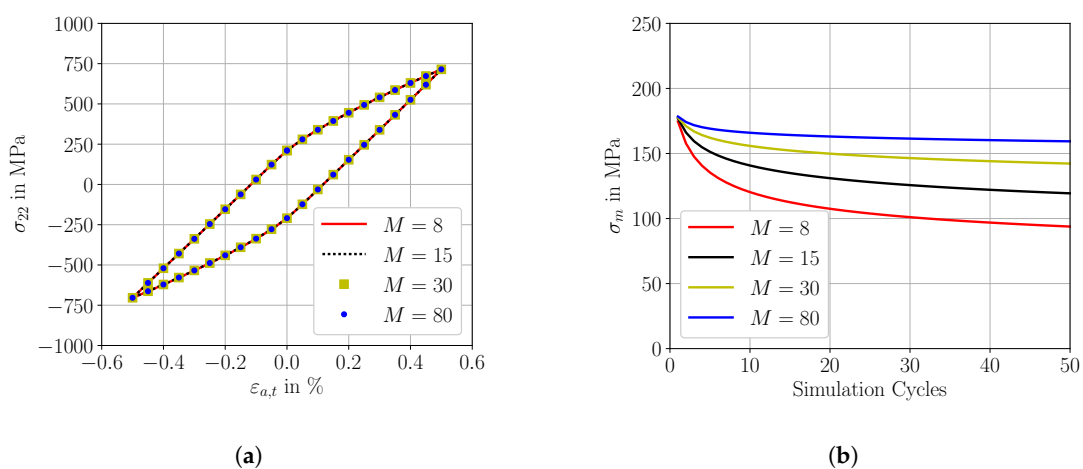 1000
750
500
250
0
−250
−500
−750
−1000
σ22 in MPa
−0.6 −0.4 −0.2 0.0 0.2 0.4 0.6
εa,t in %
M = 8
M = 15
M = 30
M = 80
(a)
250
200
150
100
50
0
σm in MPa
0 10 20 30 40 50
Simulation Cycles
M = 8
M = 15
M = 30
M = 80
(b)